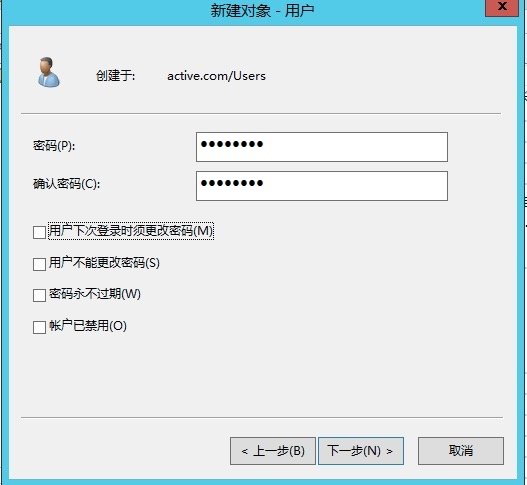 新建对象 - 用户
x
创建于: active.com/Users
密码(P): ●●●●●●●●
确认密码(C): ●●●●●●●●
用户下次登录时须更改密码(M)
用户不能更改密码(S)
密码永不过期(W)
帐户已禁用(O)
< 上一步(B) 下一步(N) > 取消